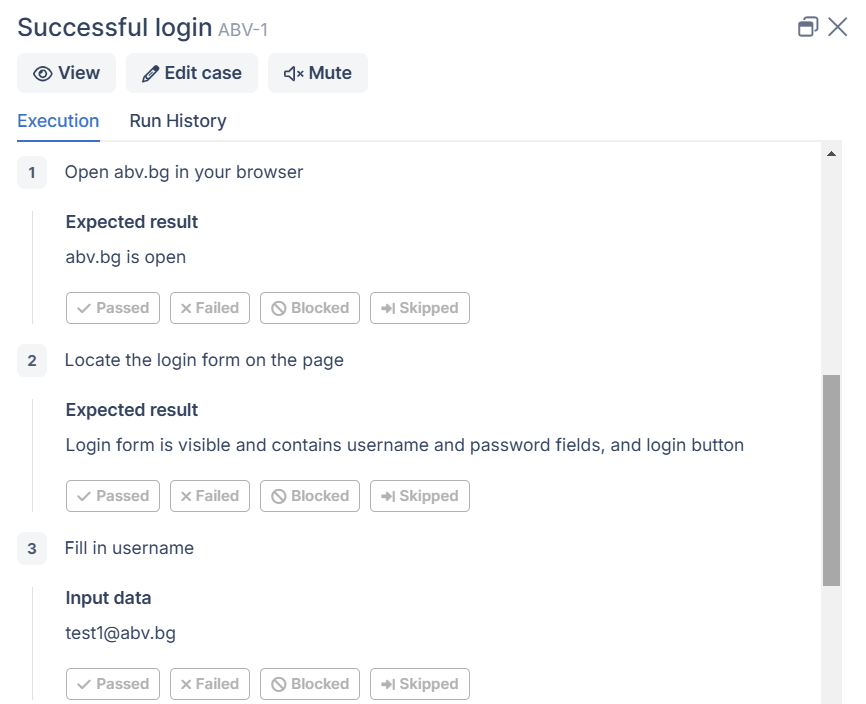 Successful login ABV-1
View Edit case Mute
Execution Run History
1 Open abv.bg in your browser
Expected result
abv.bg is open
Passed Failed Blocked Skipped
2 Locate the login form on the page
Expected result
Login form is visible and contains username and password fields, and login button
Passed Failed Blocked Skipped
3 Fill in username
Input data
test1@abv.bg
Passed Failed Blocked Skipped